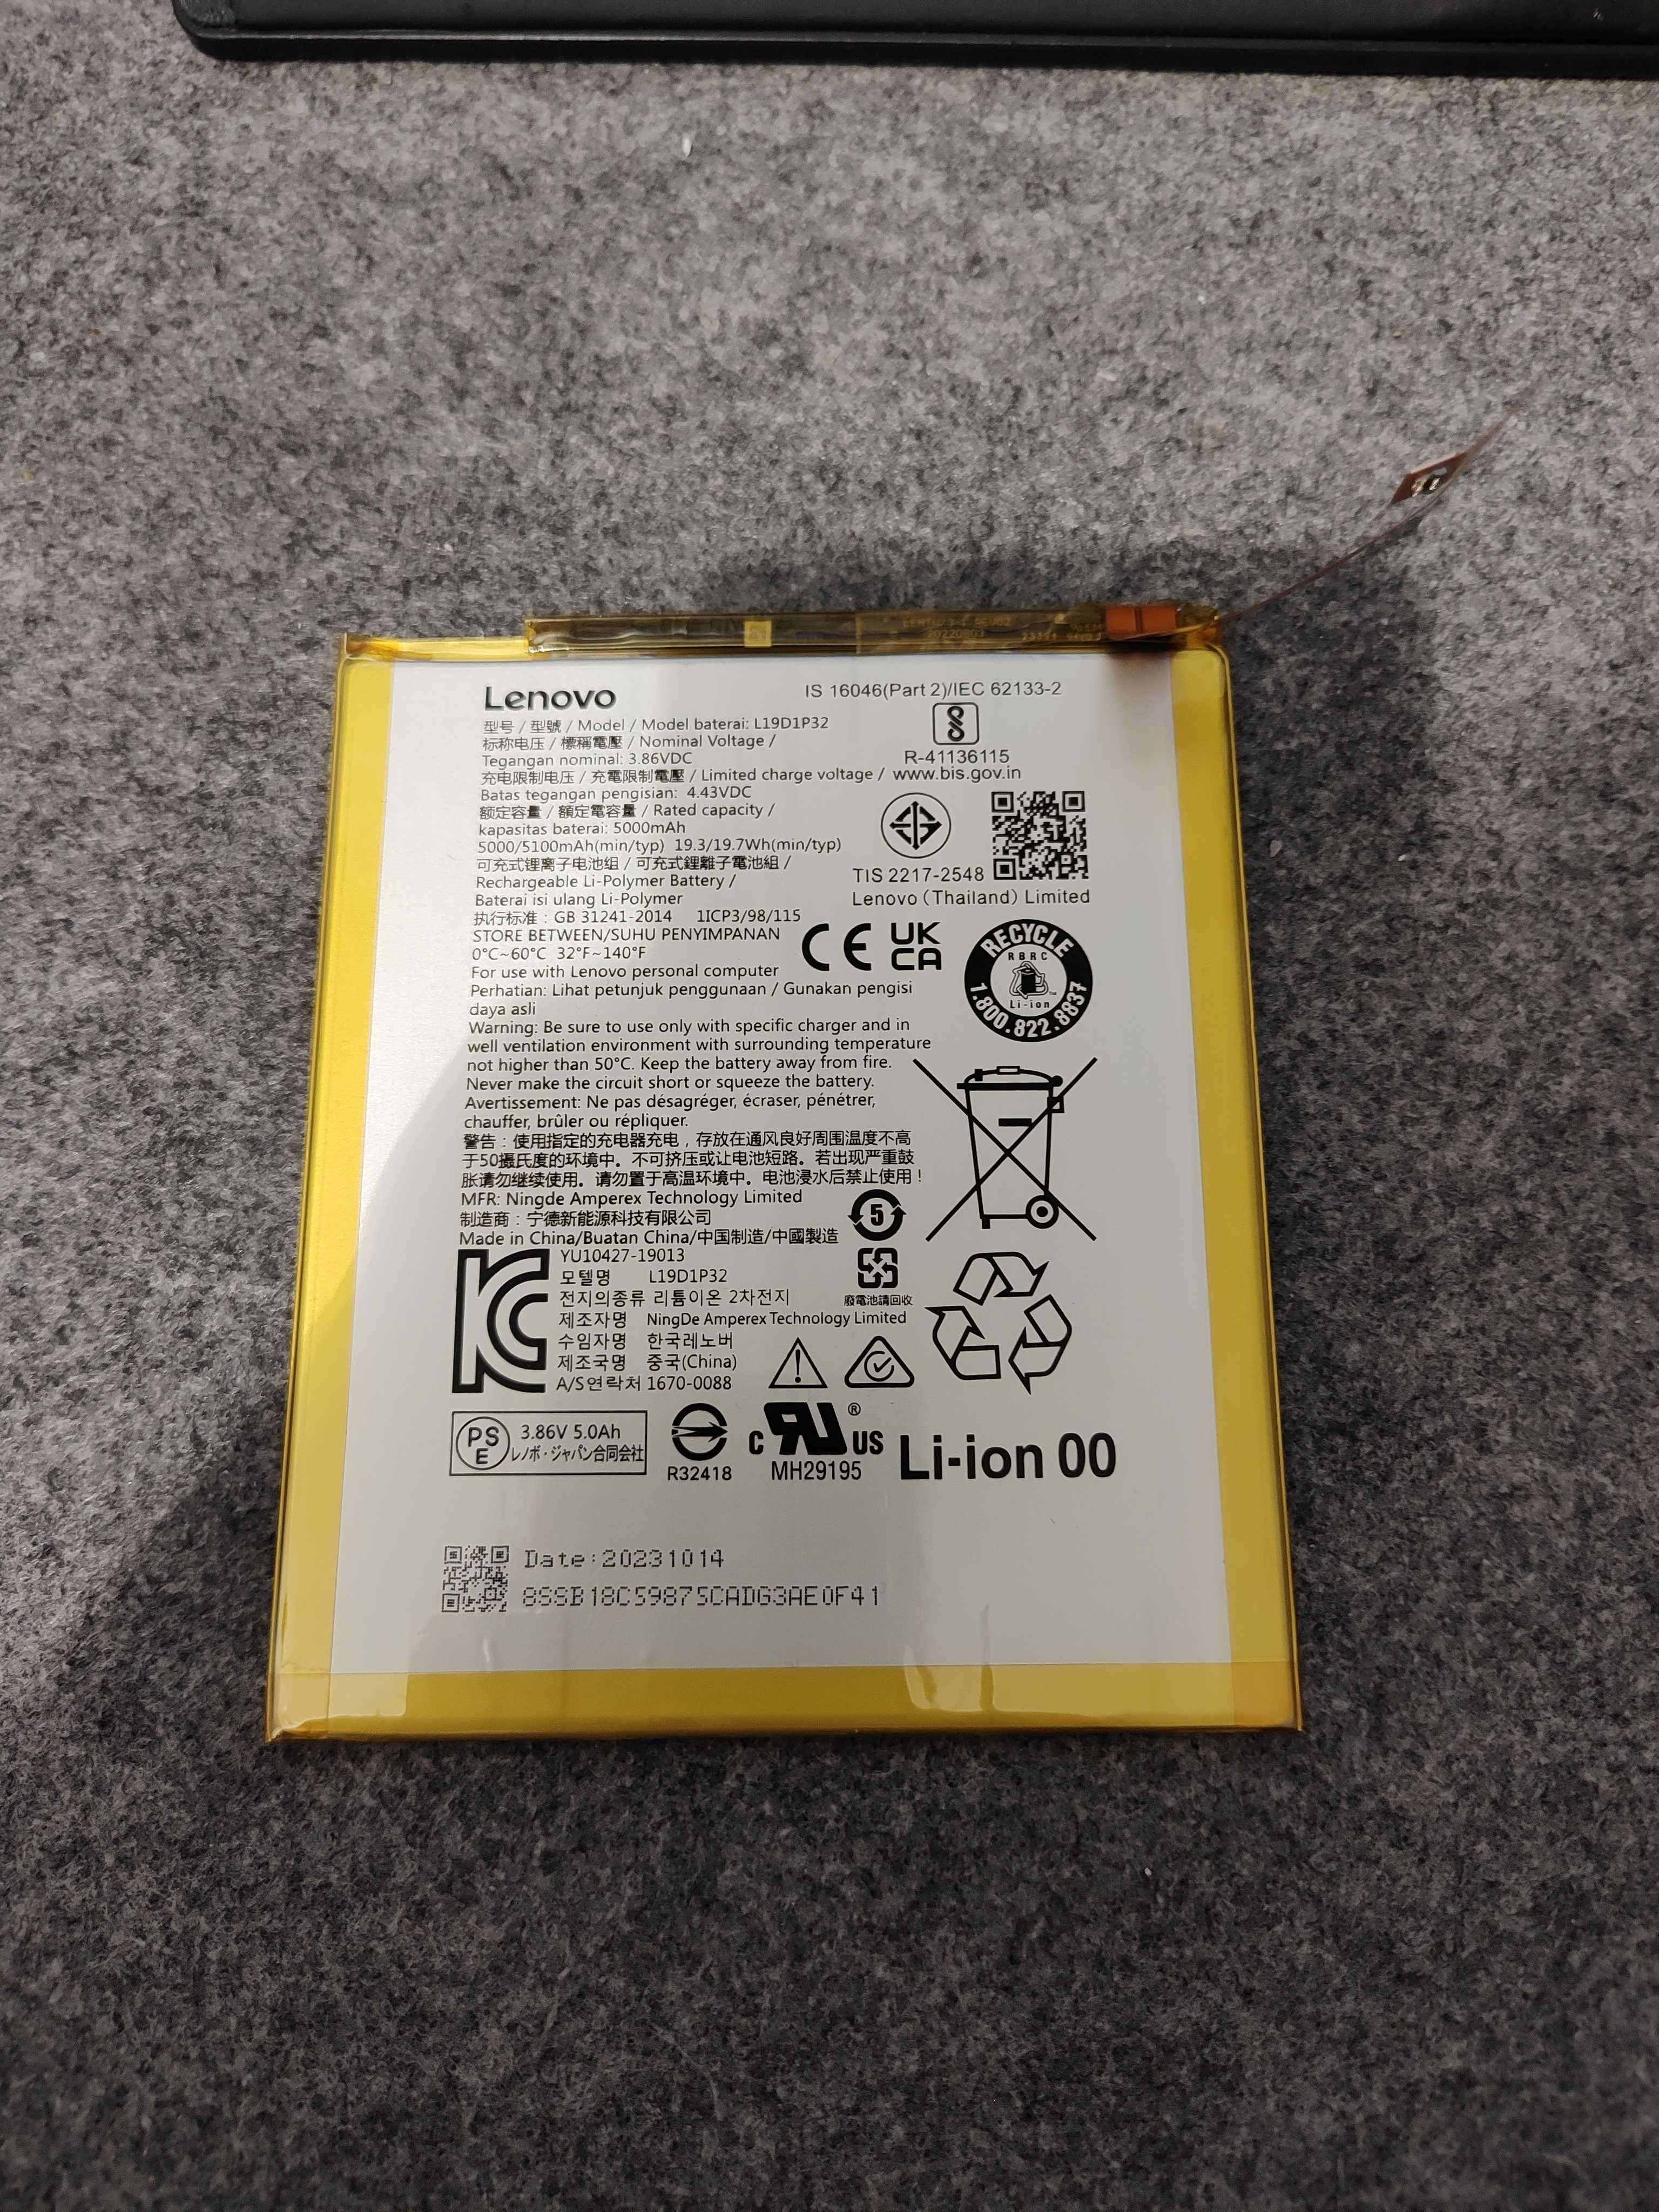 Lenovo
IS 16046(Part 2)/IEC 62133-2
型号 / 型號 / Model / Model baterai: L19D1P32
标称电压 / 標稱電壓 / Nominal Voltage /
Tegangan nominal: 3.86VDC
R-41136115
充电限制电压 / 充電限制電壓 / Limited charge voltage /
www.bis.gov.in
Batas tegangan pengisian: 4.43VDC
额定容量 / 額定電容量 / Rated capacity /
kapasitas baterai: 5000mAh
5000/5100mAh(min/typ) 19.3/19.7Wh(min/typ)
可充式锂离子电池组 / 可充式鋰離子電池組 /
Rechargeable Li-Polymer Battery /
Baterai isi ulang Li-Polymer
TIS 2217-2548
Lenovo (Thailand) Limited
执行标准 : GB 31241-2014 1ICP3/98/115
STORE BETWEEN/SUHU PENYIMPANAN
0°C~60°C 32°F~140°F
CE
UK
CA
RECYCLE
RBRC
Li-ion
1.800.822.8837
For use with Lenovo personal computer
Perhatian: Lihat petunjuk penggunaan / Gunakan pengisi
daya asli
Warning: Be sure to use only with specific charger and in
well ventilation environment with surrounding temperature
not higher than 50°C. Keep the battery away from fire.
Never make the circuit short or squeeze the battery.
Avertissement: Ne pas désagréger, écraser, pénétrer,
chauffer, brûler ou répliquer.
警告 : 使用指定的充电器充电 , 存放在通风良好周围温度不高
于50摄氏度的环境中。不可挤压或让电池短路。若出现严重鼓
胀请勿继续使用。请勿置于高温环境中。电池浸水后禁止使用 !
MFR: Ningde Amperex Technology Limited
制造商 : 宁德新能源科技有限公司
Made in China/Buatan China/中国制造/中國製造
5
廢電池請回收
YU10427-19013
모텔명 L19D1P32
전지의종류 리튬이온 2차전지
제조자명 NingDe Amperex Technology Limited
수임자명 한국레노버
제조국명 중국(China)
A/S연락처 1670-0088
PS
E
3.86V 5.0Ah
レノボ・ジャパン合同会社
R32418
c RU US ®
MH29195
Li-ion 00
Date:20231014
8SSB18C59875CADG3AE0F41